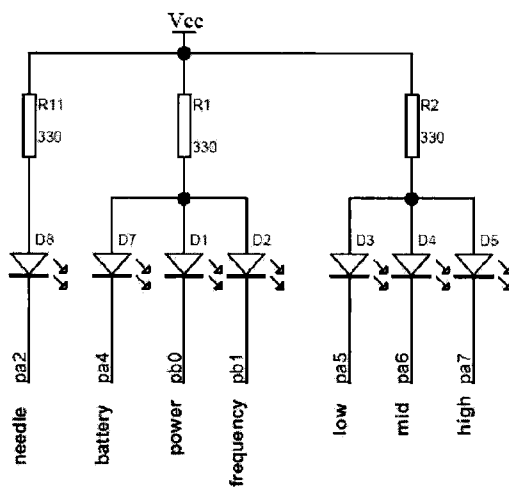 Vcc
R11 R1 R2
330 330 330
D8 D7 D1 D2 D3 D4 D5
pa2 pa4 pb0 pb1 pa5 pa6 pa7
needle battery power frequency low mid high